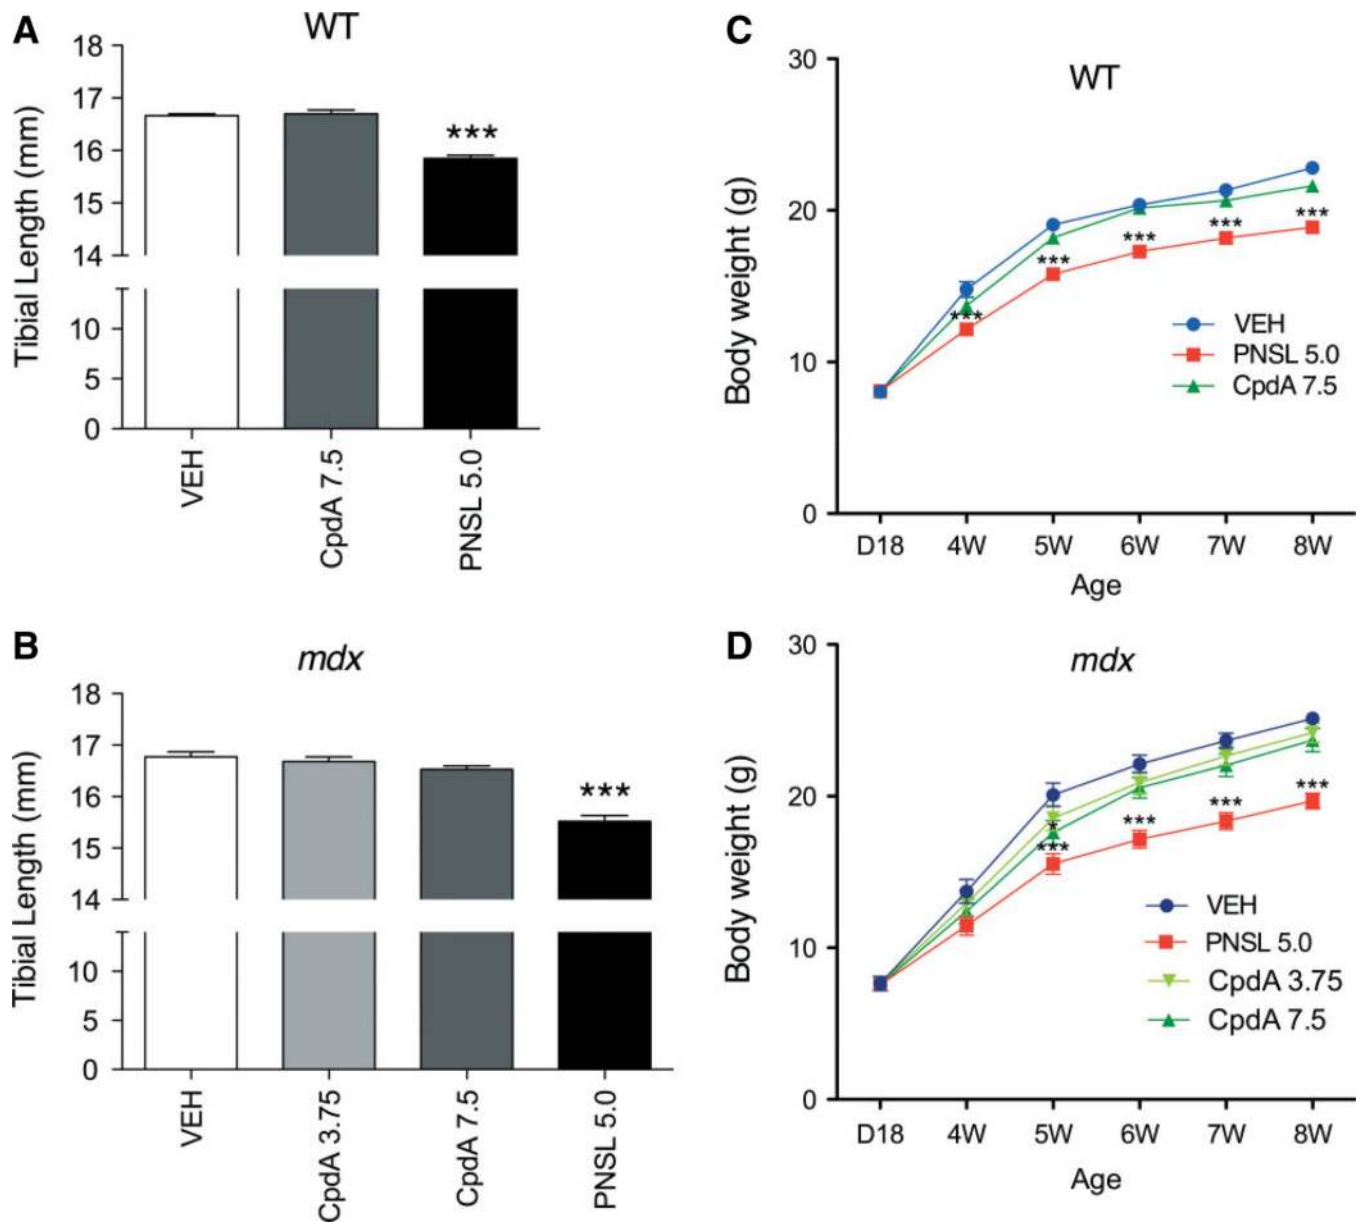 A
WT
Tibial Length (mm)
18
17
16
15
14
10
5
0
***
VEH
CpdA 7.5
PNSL 5.0
B
mdx
Tibial Length (mm)
18
17
16
15
14
10
5
0
***
VEH
CpdA 3.75
CpdA 7.5
PNSL 5.0
C
WT
Body weight (g)
30
20
10
0
***
***
***
***
***
VEH
PNSL 5.0
CpdA 7.5
D18 4W 5W 6W 7W 8W
Age
D
mdx
Body weight (g)
30
20
10
0
*
***
***
***
***
VEH
PNSL 5.0
CpdA 3.75
CpdA 7.5
D18 4W 5W 6W 7W 8W
Age